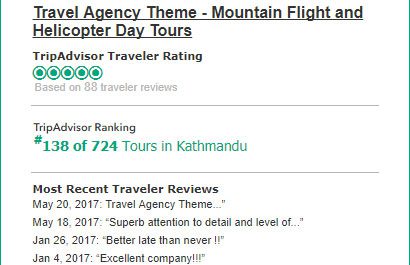 Travel Agency Theme - Mountain Flight and
Helicopter Day Tours
TripAdvisor Traveler Rating
Based on 88 traveler reviews
TripAdvisor Ranking
#138 of 724 Tours in Kathmandu
Most Recent Traveler Reviews
May 20, 2017: Travel Agency Theme...”
May 18, 2017: “Superb attention to detail and level of...”
Jan 26, 2017: “Better late than never !!”
Jan 4, 2017: “Excellent company!!!”